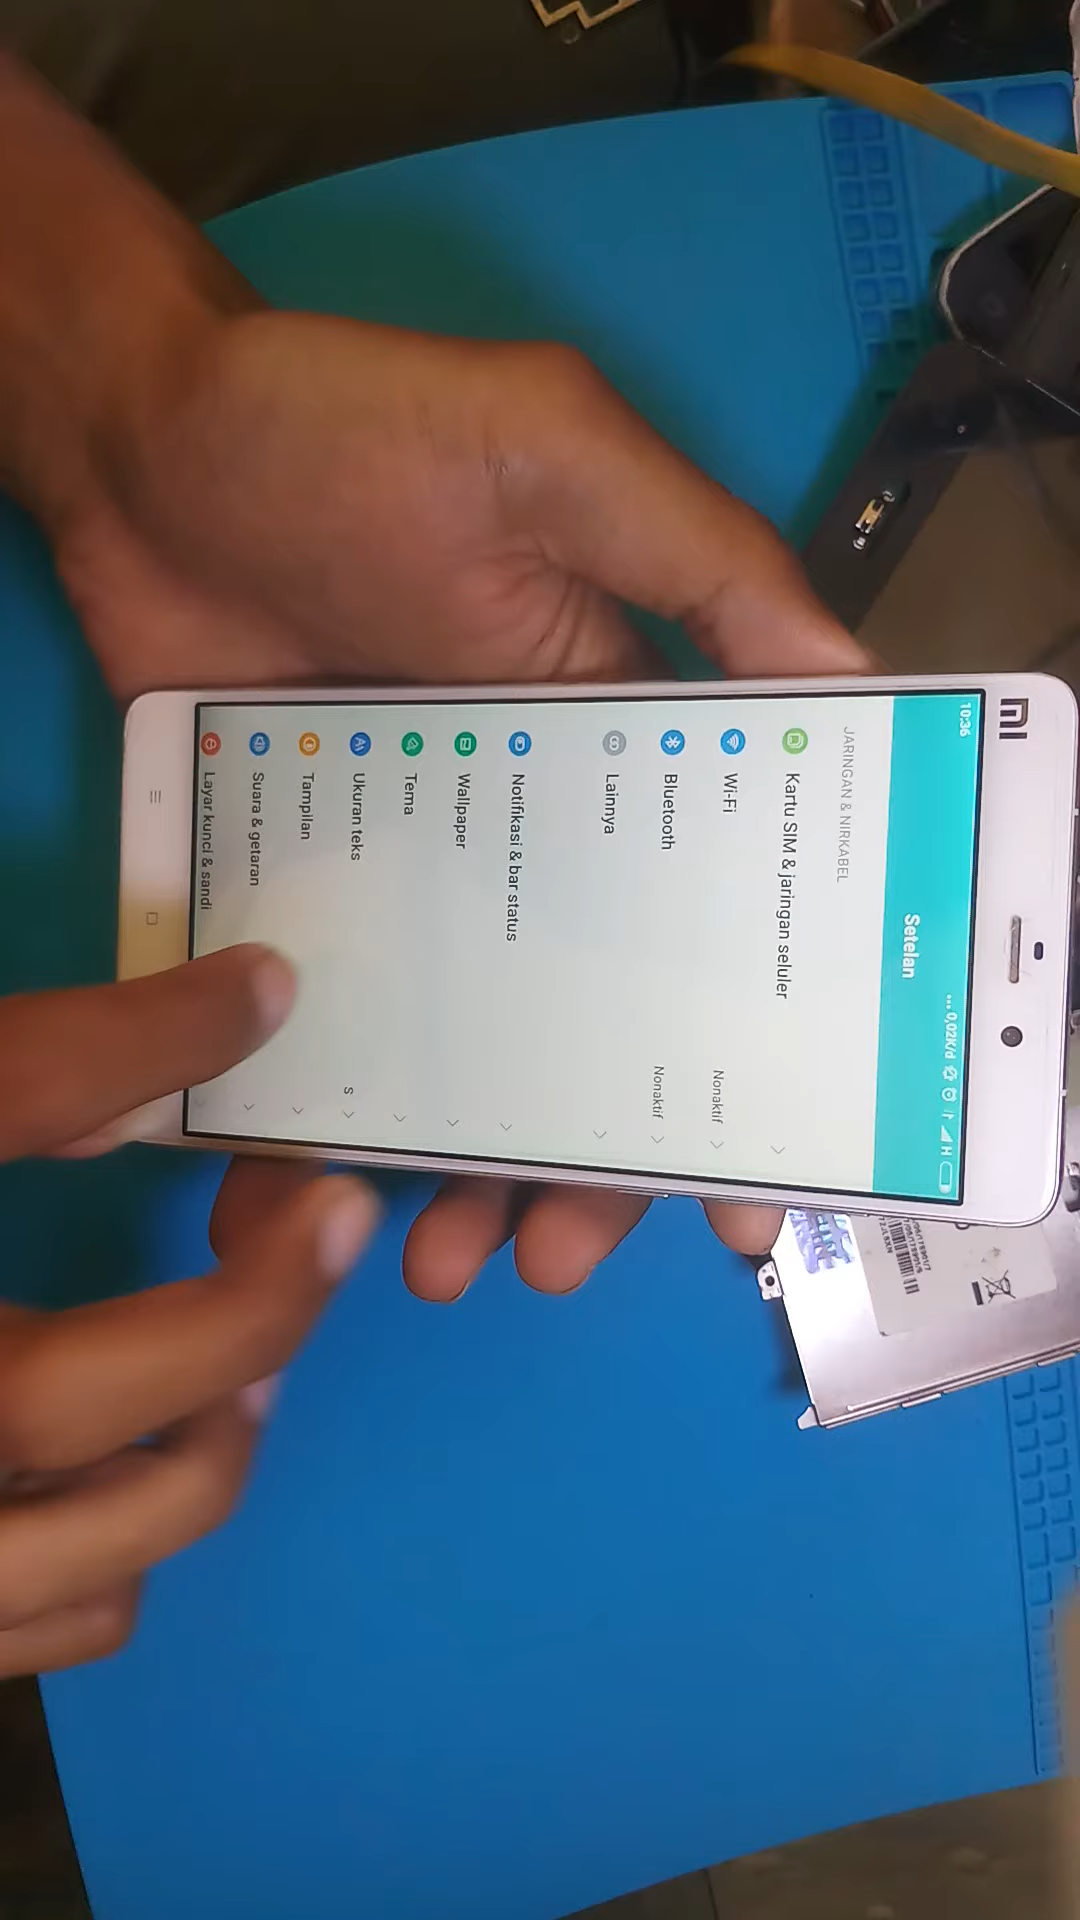 MI
10:36
... 0,02K/d
H
Setelan
JARINGAN & NIRKABEL
Kartu SIM & jaringan seluler
Wi-Fi
Nonaktif
Bluetooth
Nonaktif
Lainnya
Notifikasi & bar status
Wallpaper
Tema
Ukuran teks
S
Tampilan
Suara & getaran
Layar kunci & sandi